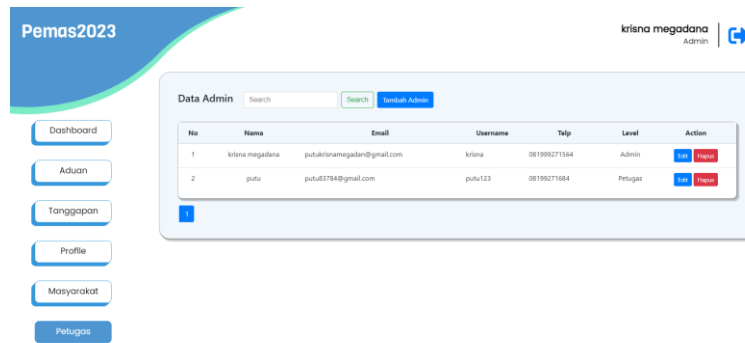 Pemas2023
krisna megadana
Admin
Data Admin Search Search Tambah Admin
No Nama Email Username Telp Level Action
1 krisna megadana putukrisnamegadan@gmail.com krisna 081999271564 Admin Edit Hapus
2 putu putu83784@gmail.com putu123 08199271684 Petugas Edit Hapus
1
Dashboard
Aduan
Tanggapan
Profile
Masyarakat
Petugas